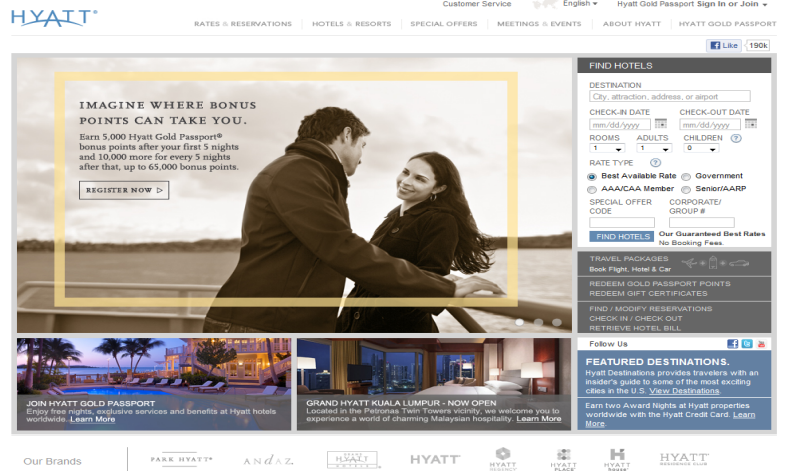 HYATT®
Customer Service
English
Hyatt Gold Passport Sign In or Join
RATES & RESERVATIONS
HOTELS & RESORTS
SPECIAL OFFERS
MEETINGS & EVENTS
ABOUT HYATT
HYATT GOLD PASSPORT
Like 190k
IMAGINE WHERE BONUS
POINTS CAN TAKE YOU.
Earn 5,000 Hyatt Gold Passport®
bonus points after your first 5 nights
and 10,000 more for every 5 nights
after that, up to 65,000 bonus points.
REGISTER NOW
FIND HOTELS
DESTINATION
City, attraction, address, or airport
CHECK-IN DATE CHECK-OUT DATE
mm/dd/yyyy mm/dd/yyyy
ROOMS ADULTS CHILDREN ?
1 1 0
RATE TYPE ?
Best Available Rate Government
AAA/CAA Member Senior/AARP
SPECIAL OFFER CODE
CORPORATE/ GROUP #
FIND HOTELS
Our Guaranteed Best Rates
No Booking Fees.
TRAVEL PACKAGES
Book Flight, Hotel & Car
REDEEM GOLD PASSPORT POINTS
REDEEM GIFT CERTIFICATES
FIND / MODIFY RESERVATIONS
CHECK IN / CHECK OUT
RETRIEVE HOTEL BILL
Follow Us
JOIN HYATT GOLD PASSPORT
Enjoy free nights, exclusive services and benefits at Hyatt hotels
worldwide. Learn More
GRAND HYATT KUALA LUMPUR - NOW OPEN
Located in the Petronas Twin Towers vicinity, we welcome you to
experience a world of charming Malaysian hospitality. Learn More
FEATURED DESTINATIONS.
Hyatt Destinations provides travelers with an
insider's guide to some of the most exciting
cities in the U.S. View Destinations.
Earn two Award Nights at Hyatt properties
worldwide with the Hyatt Credit Card. Learn
More.
Our Brands
PARK HYATT®
ANDAZ
GRAND HYATT HOTELS
HYATT
HYATT REGENCY
HYATT PLACE
HYATT house
HYATT RESIDENCE CLUB